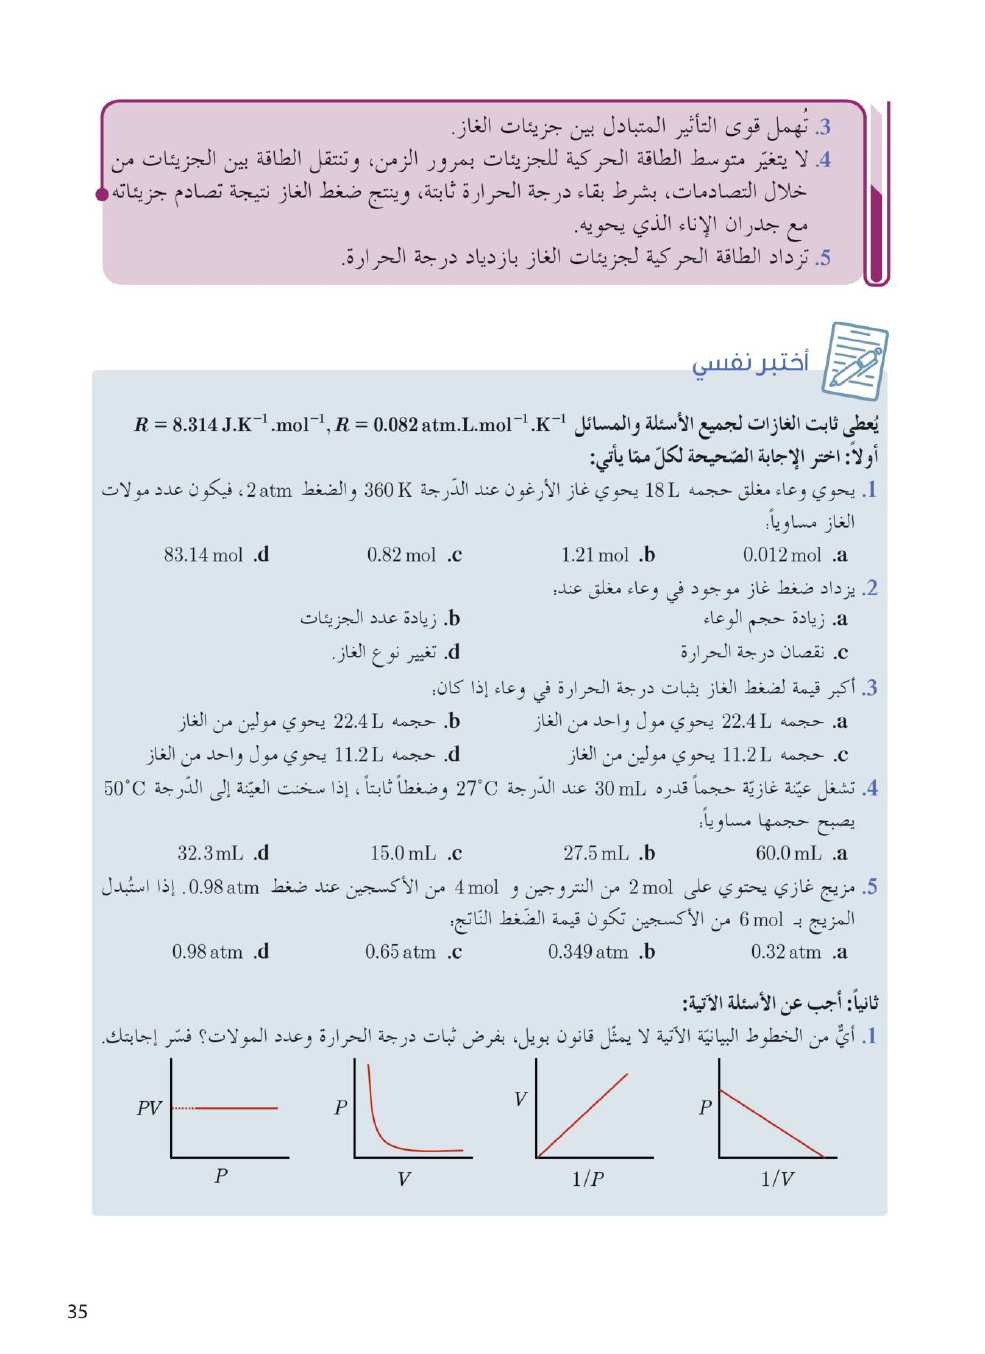 3. تُهمل قوى التأثير المتبادل بين جزيئات الغاز.
4. لا يتغيّر متوسط الطاقة الحركية للجزيئات بمرور الزمن، وتنتقل الطاقة بين الجزيئات من
خلال التصادمات، بشرط بقاء درجة الحرارة ثابتة، وينتج ضغط الغاز نتيجة تصادم جزيئاته
مع جدران الإناء الذي يحويه.
5. تزداد الطاقة الحركية لجزيئات الغاز بازدياد درجة الحرارة.
أختبر نفسي
يُعطى ثابت الغازات لجميع الأسئلة والمسائل R = 8.314 J.K⁻¹.mol⁻¹, R = 0.082 atm.L.mol⁻¹.K⁻¹
أولاً: اختر الإجابة الصّحيحة لكلّ ممّا يأتي:
1. يحوي وعاء مغلق حجمه 18 L يحوي غاز الأرغون عند الدّرجة 360 K والضغط 2 atm، فيكون عدد مولات
الغاز مساوياً:
a. 0.012 mol b. 1.21 mol c. 0.82 mol d. 83.14 mol
2. يزداد ضغط غاز موجود في وعاء مغلق عند:
a. زيادة حجم الوعاء b. زيادة عدد الجزيئات
c. نقصان درجة الحرارة d. تغيير نوع الغاز.
3. أكبر قيمة لضغط الغاز بثبات درجة الحرارة في وعاء إذا كان:
a. حجمه 22.4 L يحوي مول واحد من الغاز b. حجمه 22.4 L يحوي مولين من الغاز
c. حجمه 11.2 L يحوي مولين من الغاز d. حجمه 11.2 L يحوي مول واحد من الغاز
4. تشغل عيّنة غازيّة حجماً قدره 30 mL عند الدّرجة 27°C وضغطاً ثابتاً، إذا سخنت العيّنة إلى الدّرجة 50°C
يصبح حجمها مساوياً:
a. 60.0 mL b. 27.5 mL c. 15.0 mL d. 32.3 mL
5. مزيج غازي يحتوي على 2 mol من النتروجين و 4 mol من الأكسجين عند ضغط 0.98 atm. إذا استُبدل
المزيج بـ 6 mol من الأكسجين تكون قيمة الضّغط النّاتج:
a. 0.32 atm b. 0.349 atm c. 0.65 atm d. 0.98 atm
ثانياً: أجب عن الأسئلة الآتية:
1. أيٌّ من الخطوط البيانيّة الآتية لا يمثّل قانون بويل، بفرض ثبات درجة الحرارة وعدد المولات؟ فسّر إجابتك.
P V P PV
1/V 1/P V P
35